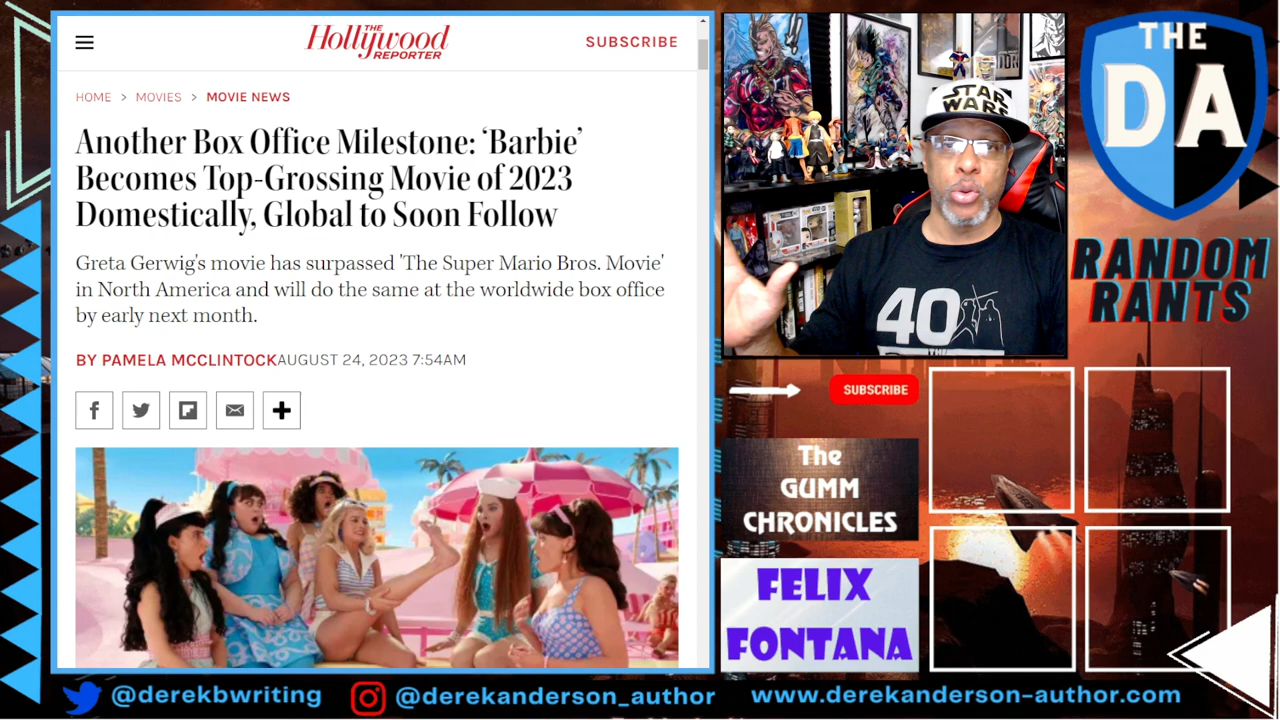 THE
Hollywood
REPORTER
SUBSCRIBE
HOME > MOVIES > MOVIE NEWS
Another Box Office Milestone: ‘Barbie’
Becomes Top-Grossing Movie of 2023
Domestically, Global to Soon Follow
Greta Gerwig's movie has surpassed 'The Super Mario Bros. Movie'
in North America and will do the same at the worldwide box office
by early next month.
BY PAMELA MCCLINTOCKAUGUST 24, 2023 7:54AM
STAR
WARS
40
THE
DA
RANDOM
RANTS
SUBSCRIBE
The
GUMM
CHRONICLES
FELIX
FONTANA
@derekbwriting
@derekanderson_author
www.derekanderson-author.com